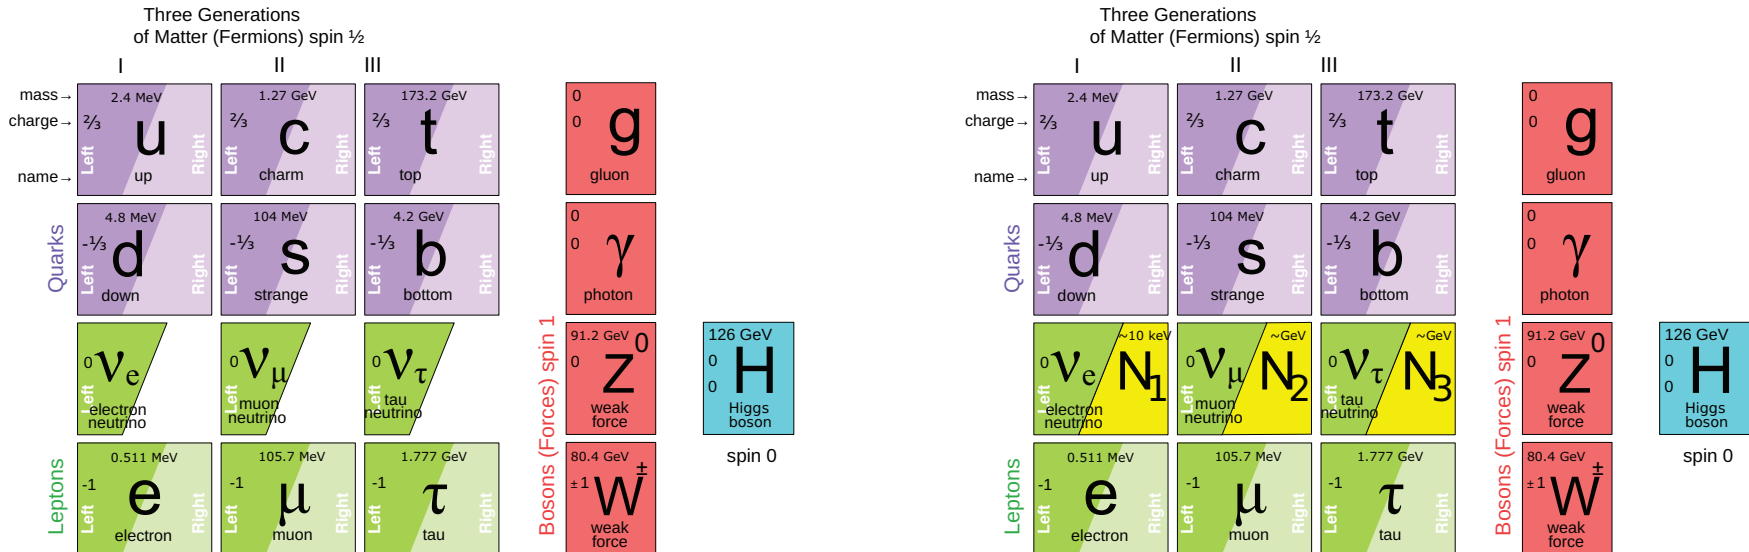 Three Generations
of Matter (Fermions) spin ½
I II III
mass→
charge→
name→
2.4 MeV
⅔
u
Left
Right
up
1.27 GeV
⅔
c
Left
Right
charm
173.2 GeV
⅔
t
Left
Right
top
0
0
g
gluon
Quarks
4.8 MeV
-⅓
d
Left
Right
down
104 MeV
-⅓
s
Left
Right
strange
4.2 GeV
-⅓
b
Left
Right
bottom
0
0
γ
photon
0
νe
Left
electron
neutrino
0
νμ
Left
muon
neutrino
0
ντ
Left
tau
neutrino
Bosons (Forces) spin 1
91.2 GeV
0
Z0
weak
force
126 GeV
0
0
H
Higgs
boson
spin 0
Leptons
0.511 MeV
-1
e
Left
Right
electron
105.7 MeV
-1
μ
Left
Right
muon
1.777 GeV
-1
τ
Left
Right
tau
80.4 GeV
±1
W±
weak
force
Three Generations
of Matter (Fermions) spin ½
I II III
mass→
charge→
name→
2.4 MeV
⅔
u
Left
Right
up
1.27 GeV
⅔
c
Left
Right
charm
173.2 GeV
⅔
t
Left
Right
top
0
0
g
gluon
Quarks
4.8 MeV
-⅓
d
Left
Right
down
104 MeV
-⅓
s
Left
Right
strange
4.2 GeV
-⅓
b
Left
Right
bottom
0
0
γ
photon
0
νe
Left
electron
neutrino
~10 keV
N1
0
νμ
Left
muon
neutrino
~GeV
N2
0
ντ
Left
tau
neutrino
~GeV
N3
Bosons (Forces) spin 1
91.2 GeV
0
Z0
weak
force
126 GeV
0
0
H
Higgs
boson
spin 0
Leptons
0.511 MeV
-1
e
Left
Right
electron
105.7 MeV
-1
μ
Left
Right
muon
1.777 GeV
-1
τ
Left
Right
tau
80.4 GeV
±1
W±
weak
force